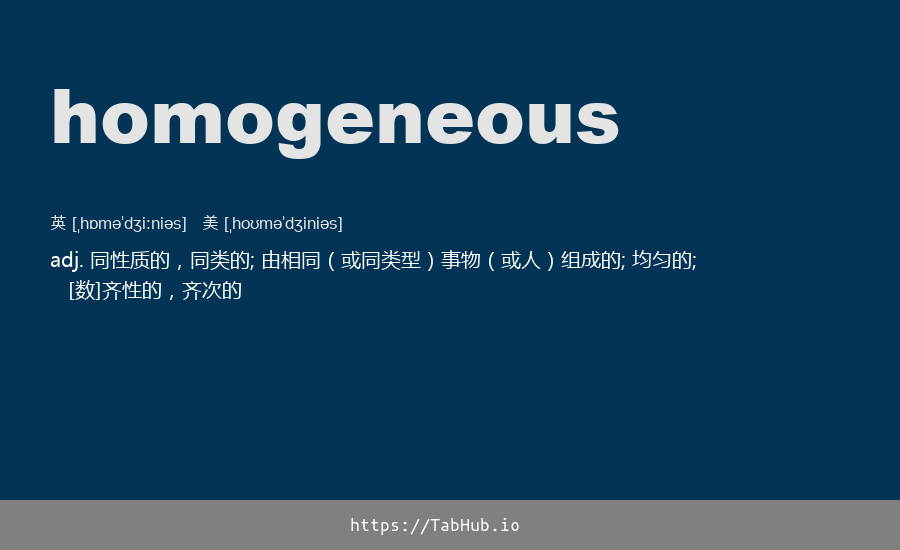 homogeneous
英 [ˌhɒməˈdʒiːniəs] 美 [ˌhoʊməˈdʒiniəs]
adj. 同性质的，同类的; 由相同（或同类型）事物（或人）组成的; 均匀的;
[数]齐性的，齐次的
https://TabHub.io